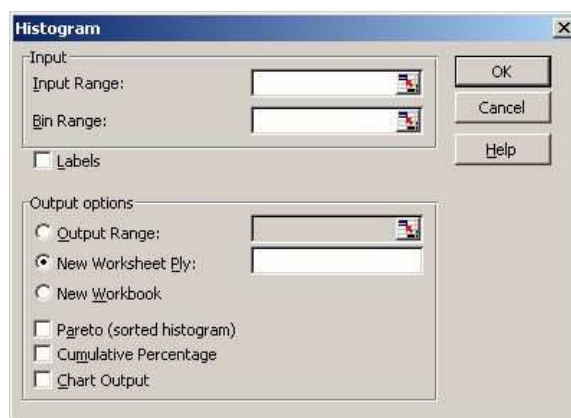 Histogram
Input
Input Range:
Bin Range:
Labels
OK
Cancel
Help
Output options
Output Range:
New Worksheet Ply:
New Workbook
Pareto (sorted histogram)
Cumulative Percentage
Chart Output